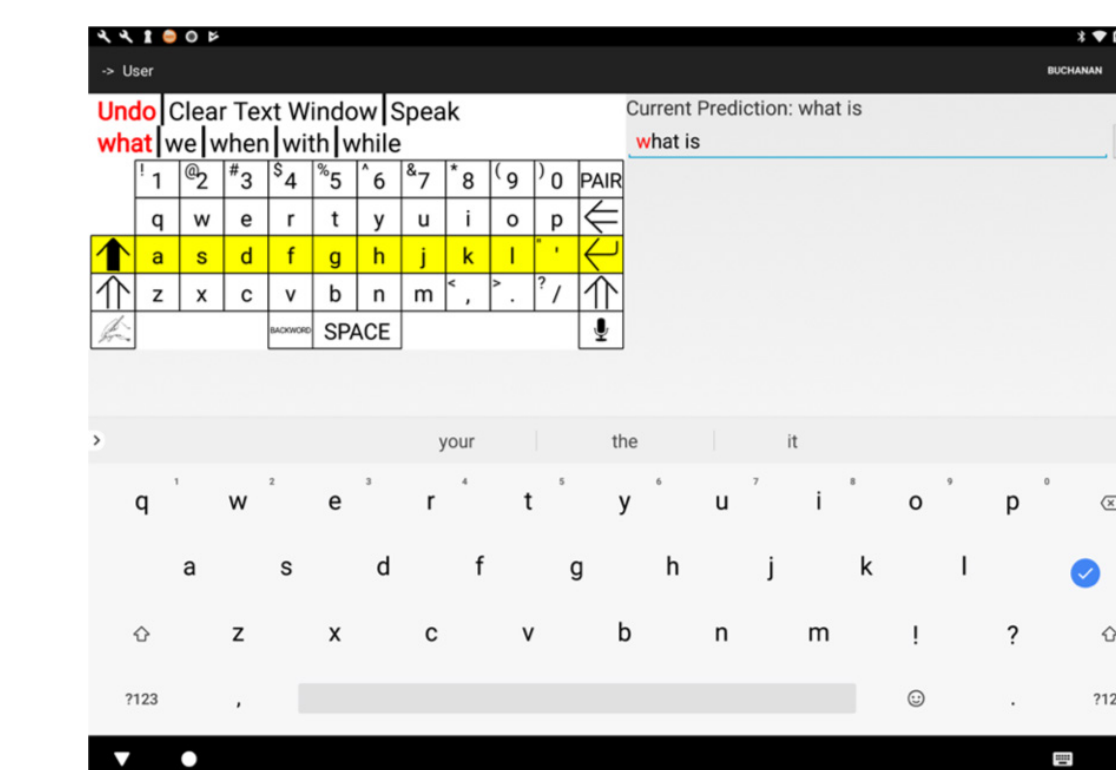 -> User BUCHANAN
Undo Clear Text Window Speak
what we when with while
Current Prediction: what is
what is
! 1 @ 2 # 3 $ 4 % 5 ^ 6 & 7 * 8 ( 9 ) 0 PAIR
q w e r t y u i o p
a s d f g h j k l " '
z x c v b n m < , > . ? /
BACKWORD SPACE
> your the it
q 1 w 2 e 3 r 4 t 5 y 6 u 7 i 8 o 9 p 0
a s d f g h j k l
z x c v b n m ! ?
?123 , . ?12